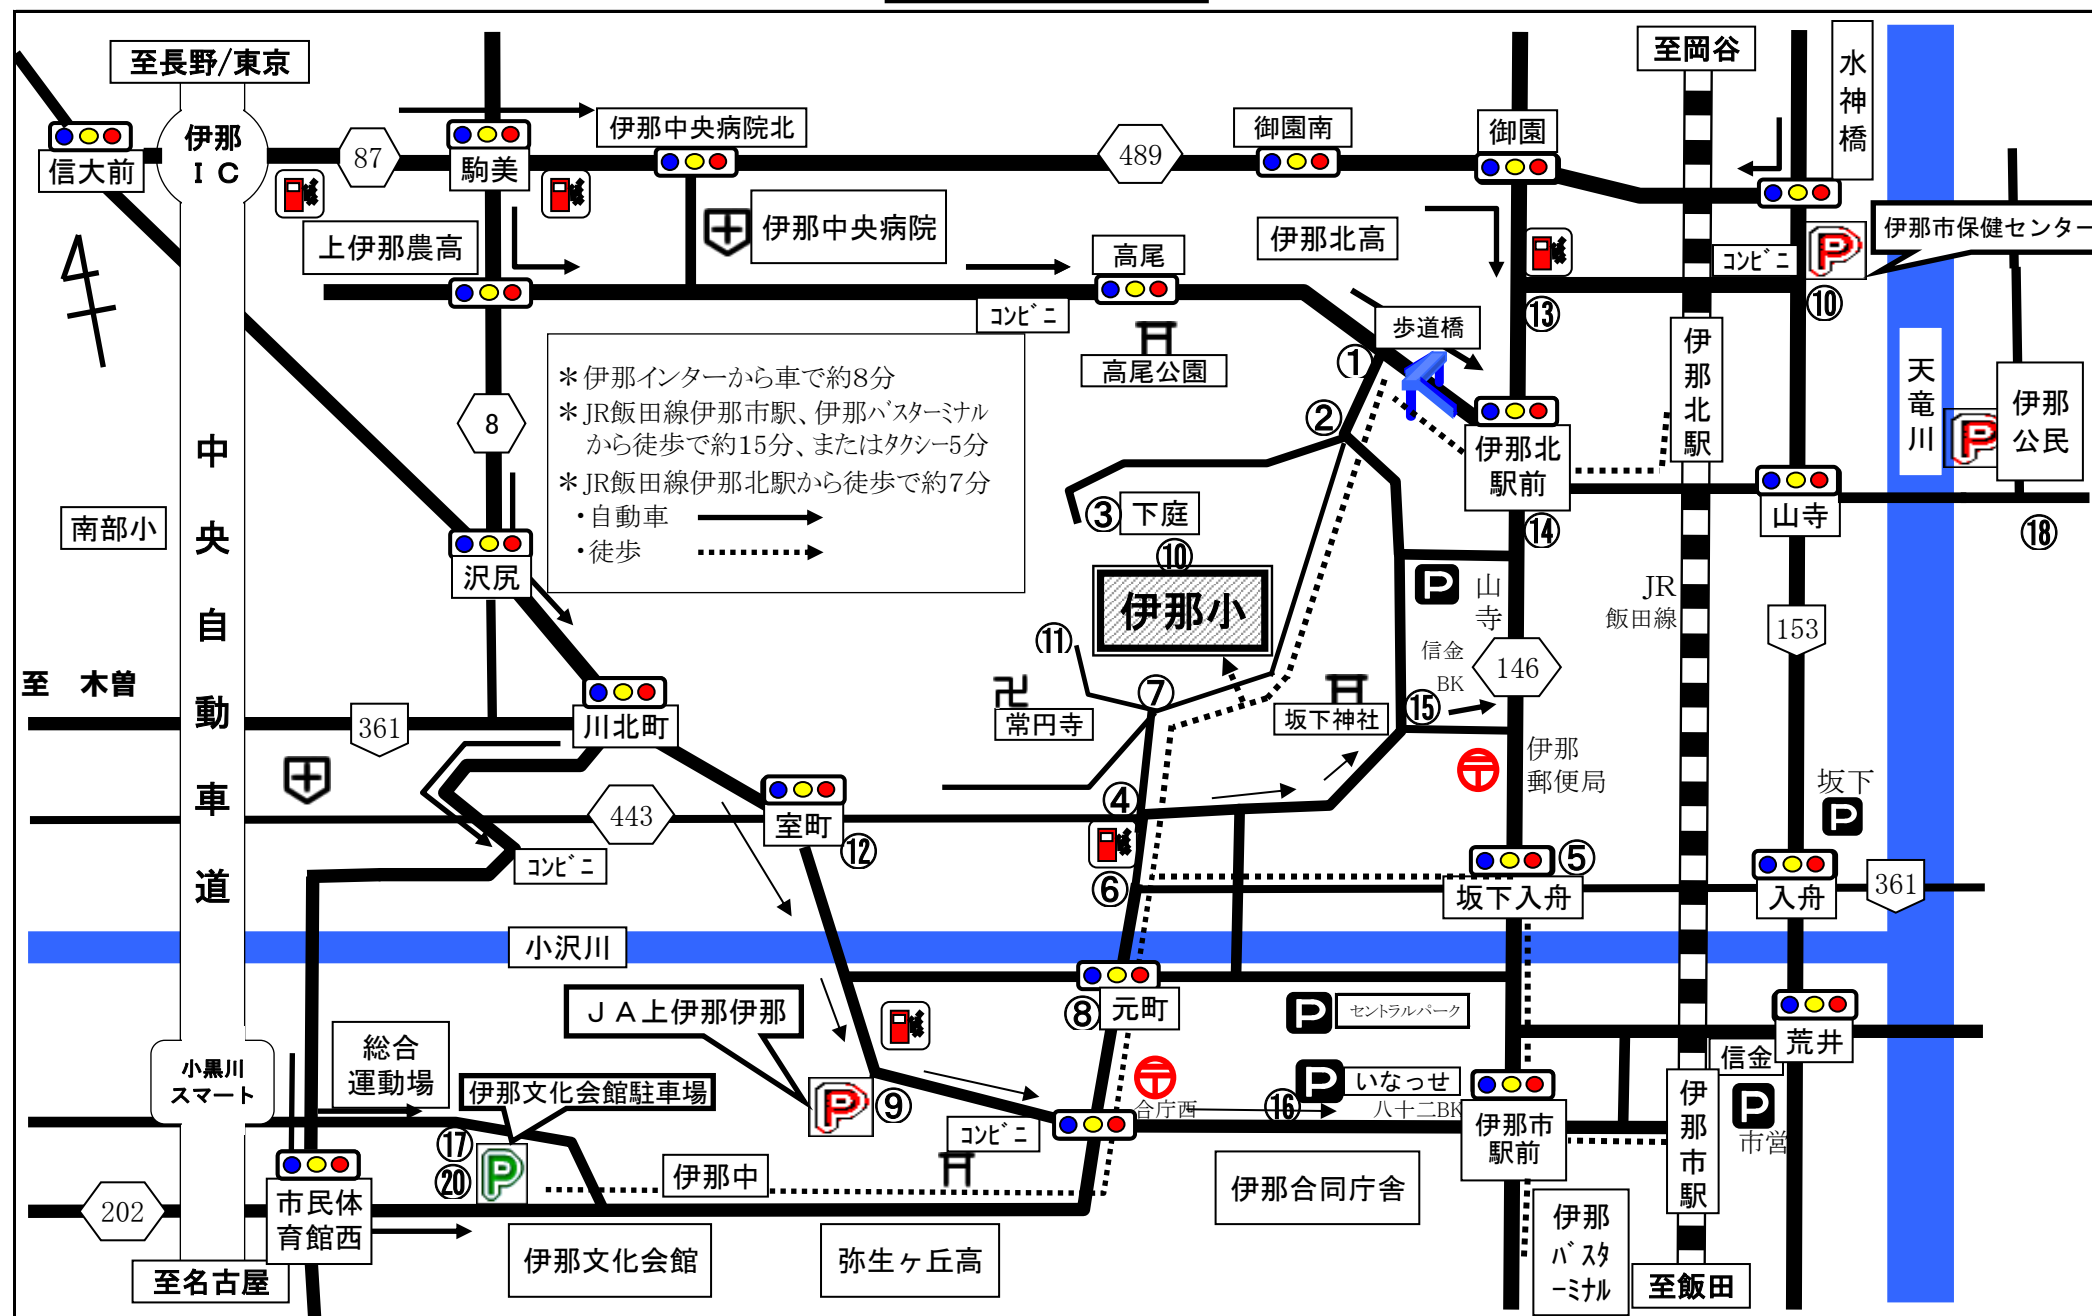 至長野/東京
至岡谷
水神橋
伊那
ＩＣ
87
信大前
駒美
伊那中央病院北
489
御園南
御園
伊那市保健センター
上伊那農高
伊那中央病院
高尾
伊那北高
コンビニ
⑩
⑬
コンビニ
高尾公園
歩道橋
①
②
伊那北駅
天竜川
伊那
公民
＊伊那インターから車で約8分
＊JR飯田線伊那市駅、伊那バスターミナル
から徒歩で約15分、またはタクシー5分
＊JR飯田線伊那北駅から徒歩で約7分
・自動車
・徒歩
8
中央自動車道
南部小
沢尻
③
下庭
⑩
伊那小
伊那北
駅前
⑭
山寺
⑱
P
山寺
JR
飯田線
153
信金
BK
146
⑪
⑦
⑮
至　木曽
361
川北町
常円寺
坂下神社
伊那
郵便局
坂下
P
443
室町
⑫
④
コンビニ
⑥
⑤
坂下入舟
入舟
361
小沢川
ＪＡ上伊那伊那
⑧
元町
P
セントラルパーク
荒井
信金
総合
運動場
小黒川
スマート
伊那文化会館駐車場
P
⑨
コンビニ
合庁西
P
⑯
いなっせ
八十二BK
伊那市
駅前
伊那市駅
P
市営
⑰
⑳
P
伊那中
伊那合同庁舎
202
市民体
育館西
伊那文化会館
弥生ヶ丘高
伊那
バスタ
ーミナル
至名古屋
至飯田